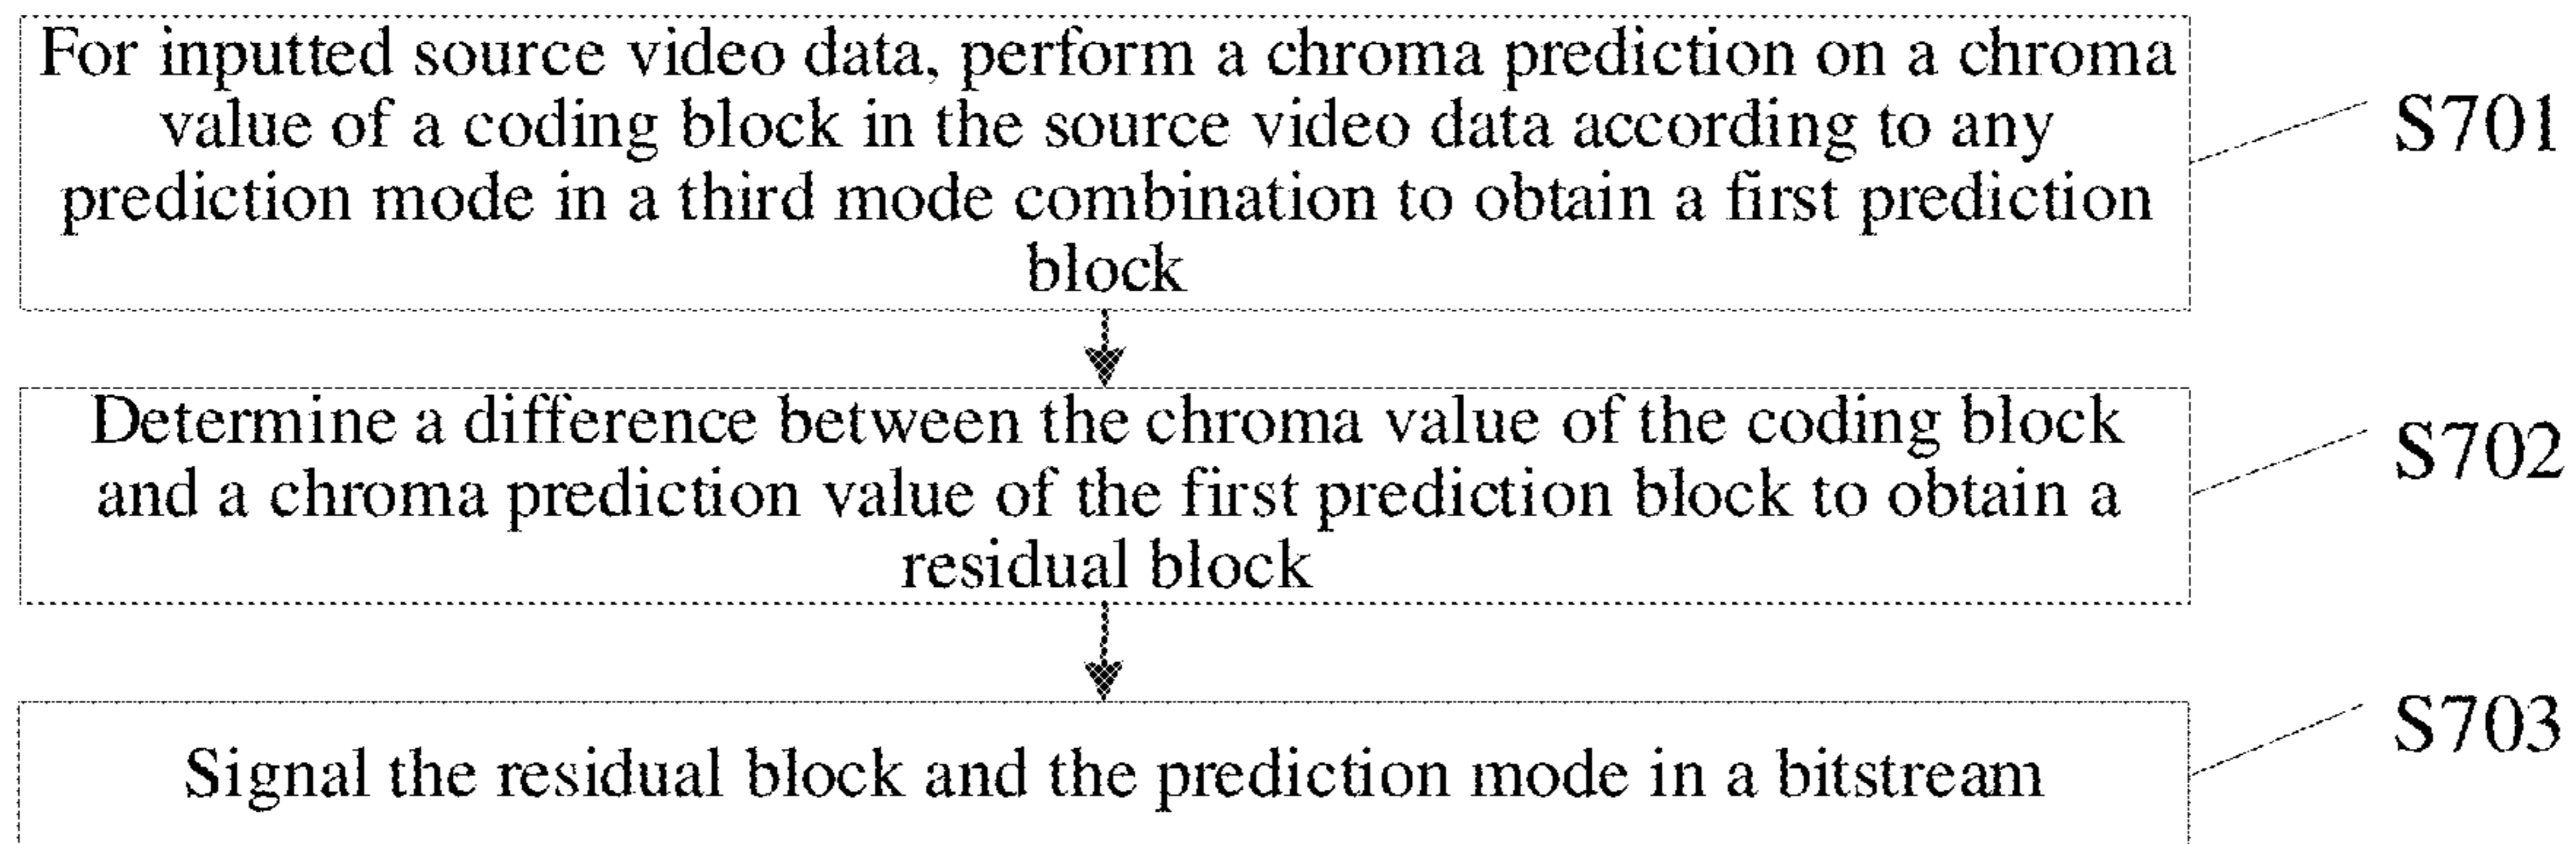 For inputted source video data, perform a chroma prediction on a chroma
value of a coding block in the source video data according to any
prediction mode in a third mode combination to obtain a first prediction
block
S701
Determine a difference between the chroma value of the coding block
and a chroma prediction value of the first prediction block to obtain a
residual block
S702
Signal the residual block and the prediction mode in a bitstream
S703